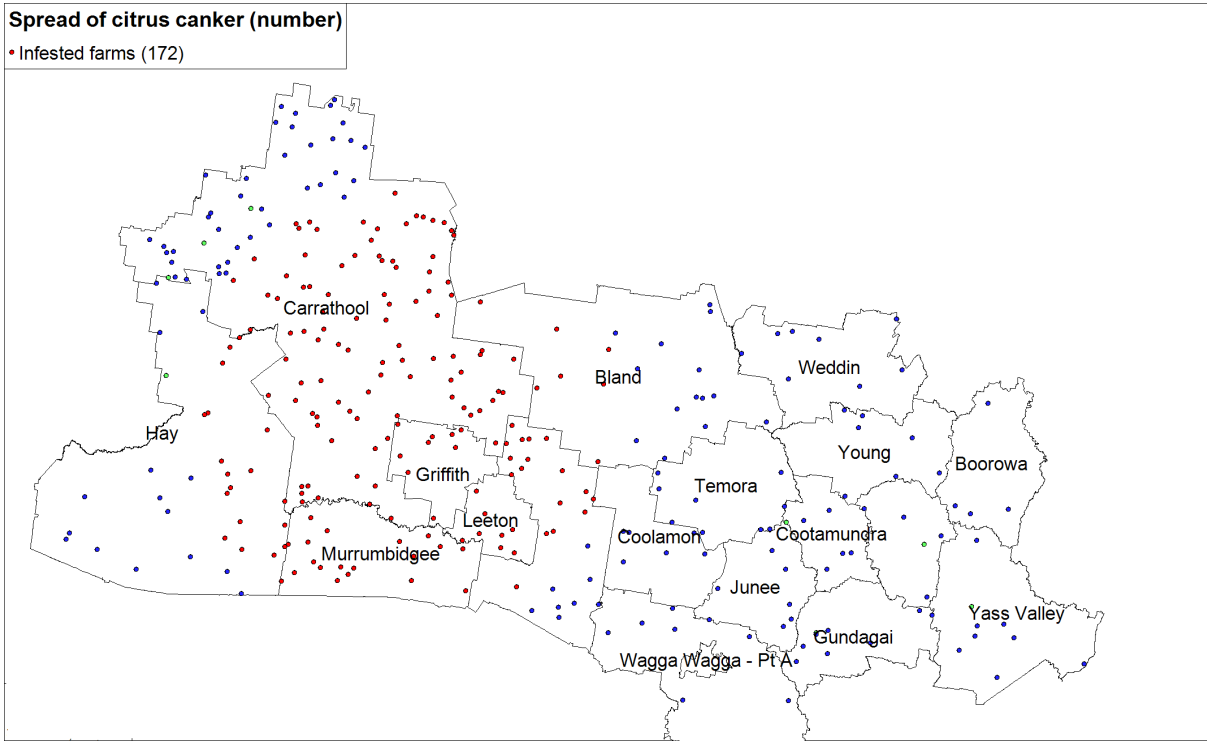 Spread of citrus canker (number)
Infested farms (172)
Carrathool
Weddin
Bland
Hay
Young
Boorowa
Griffith
Temora
Leeton
Coolamon
Cootamundra
Murrumbidgee
Junee
Yass Valley
Gundagai
Wagga Wagga - Pt A